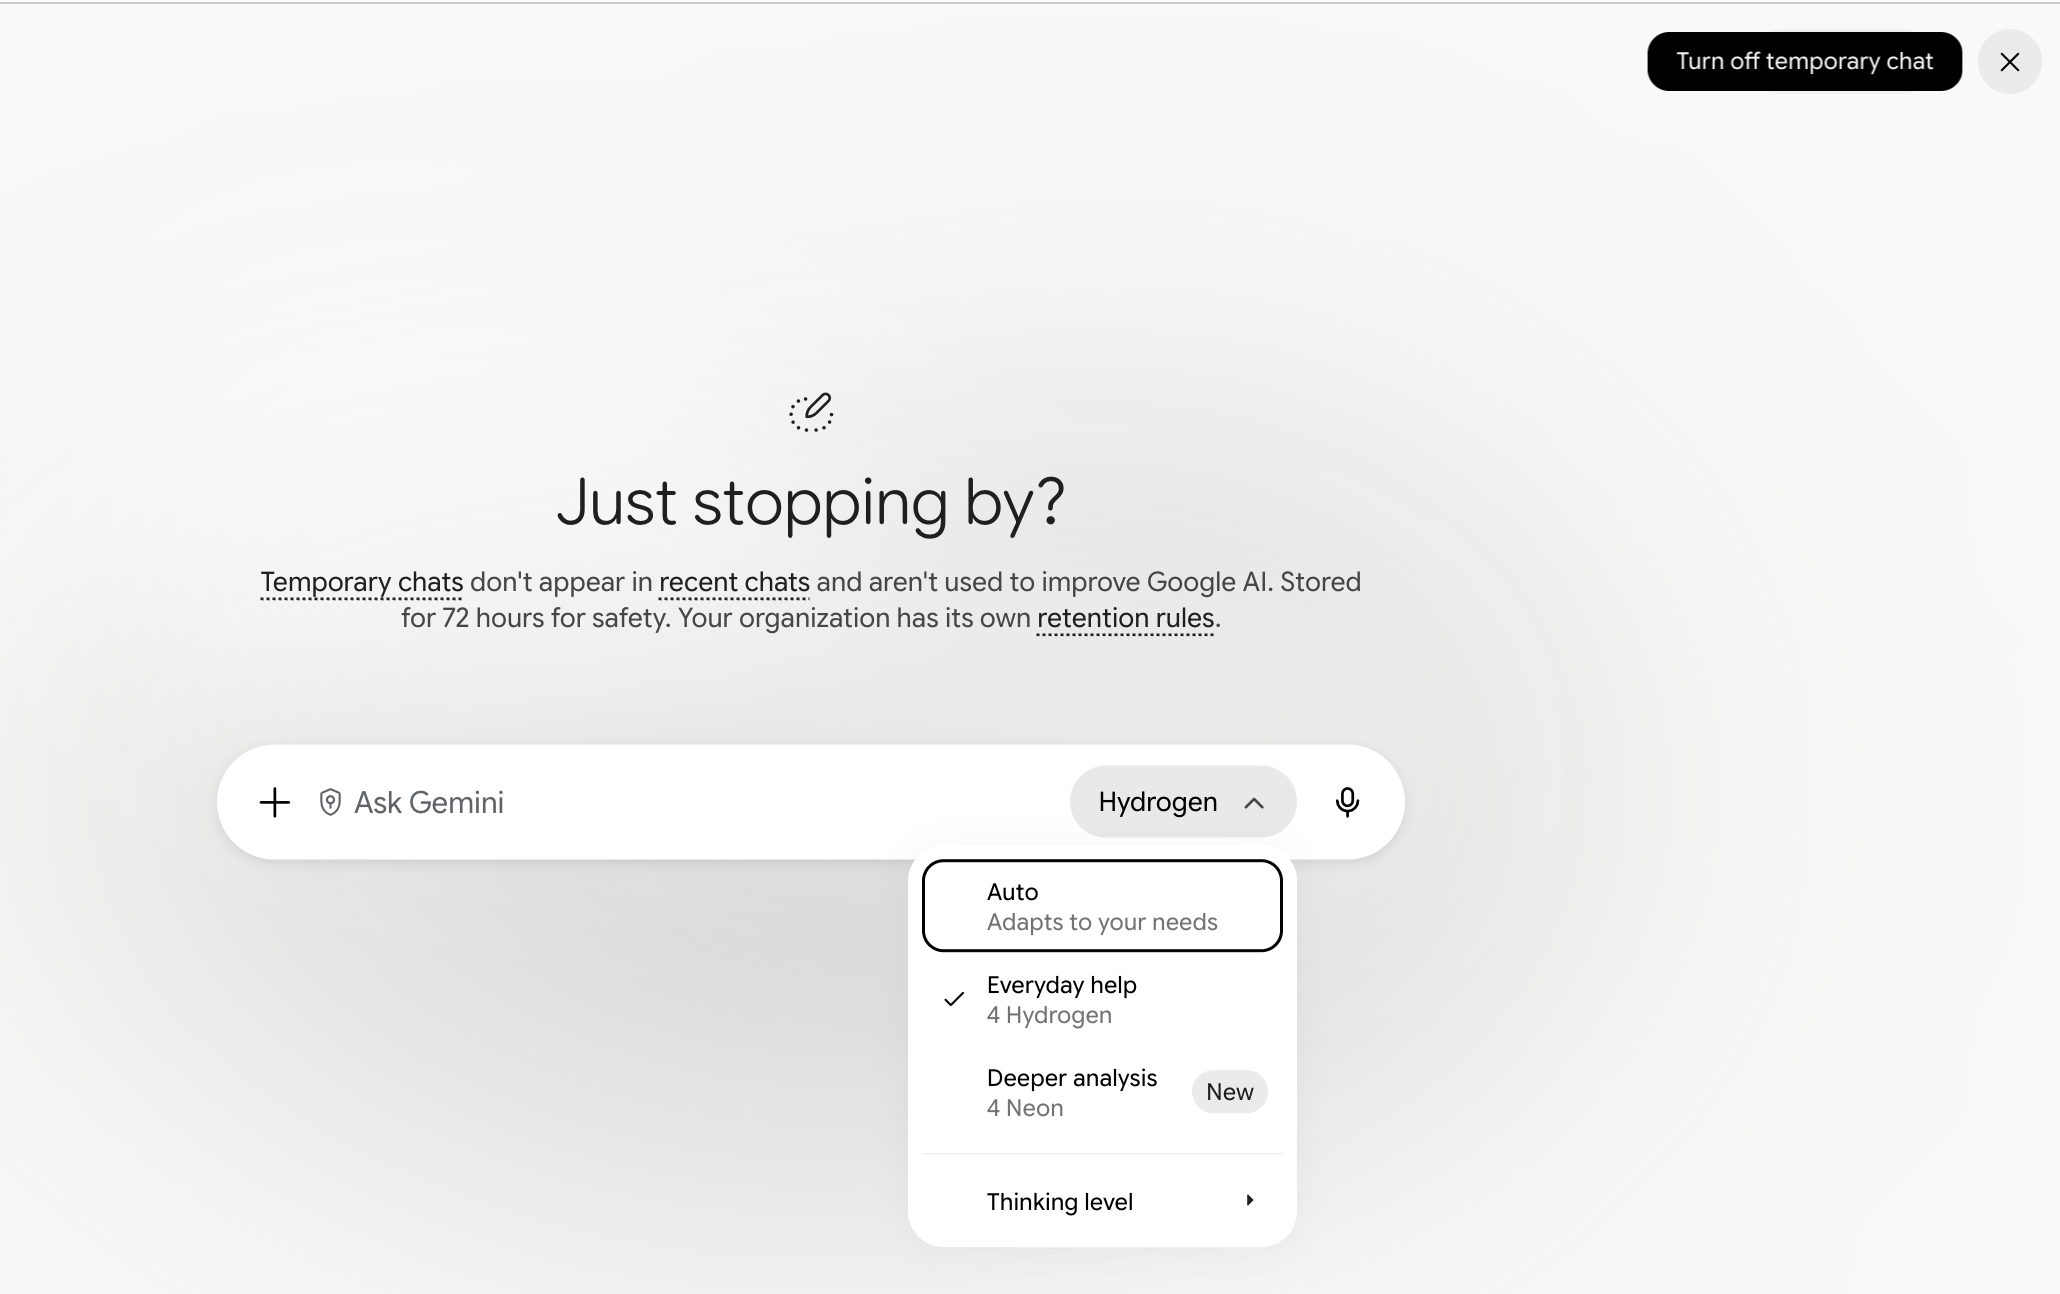 Turn off temporary chat
Just stopping by?
Temporary chats don't appear in recent chats and aren't used to improve Google AI. Stored
for 72 hours for safety. Your organization has its own retention rules.
Ask Gemini
Hydrogen
Auto
Adapts to your needs
Everyday help
4 Hydrogen
Deeper analysis
4 Neon
New
Thinking level